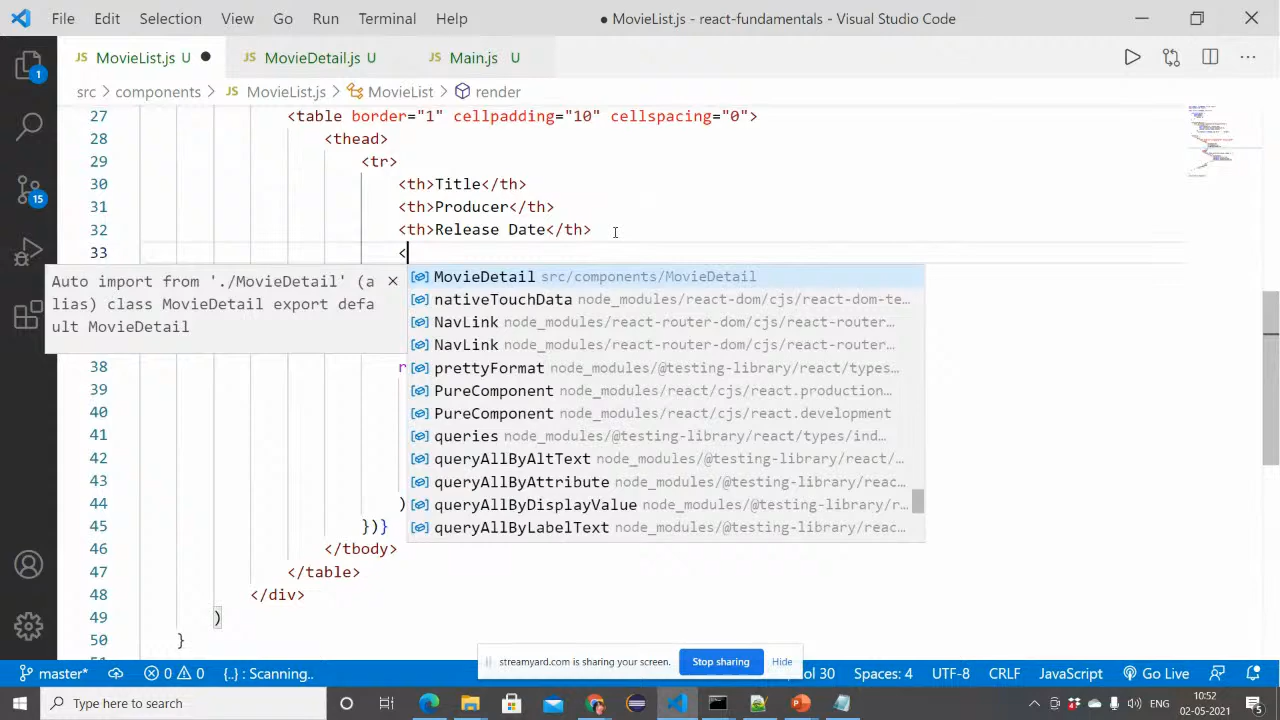 File Edit Selection View Go Run Terminal Help ● MovieList.js - react-fundamentals - Visual Studio Code
JS MovieList.js U ● JS MovieDetail.js U JS Main.js U
src > components > JS MovieList.js > MovieList > render
27 <table border="1" cellpadding="10" cellspacing="0">
28 <thead>
29 <tr>
30 <th>Title</th>
31 <th>Producer</th>
32 <th>Release Date</th>
33 <
Auto import from './MovieDetail' (a
lias) class MovieDetail export defa
ult MovieDetail
MovieDetail src/components/MovieDetail
nativeTouchData node_modules/react-dom/cjs/react-dom-te…
NavLink node_modules/react-router-dom/cjs/react-router…
NavLink node_modules/react-router-dom/cjs/react-router…
prettyFormat node_modules/@testing-library/react/types…
PureComponent node_modules/react/cjs/react.production…
PureComponent node_modules/react/cjs/react.development
queries node_modules/@testing-library/react/types/ind…
queryAllByAltText node_modules/@testing-library/react/…
queryAllByAttribute node_modules/@testing-library/reac…
queryAllByDisplayValue node_modules/@testing-library/r…
queryAllByLabelText node_modules/@testing-library/reac…
38 r
39
40
41
42
43
44 )
45 })}
46 </tbody>
47 </table>
48 </div>
49 )
50 }
1
15
streamyard.com is sharing your screen. Stop sharing Hide
master* 0 0 {..} : Scanning.. ol 30 Spaces: 4 UTF-8 CRLF JavaScript Go Live
Type here to search
ENG
10:52
02-05-2021